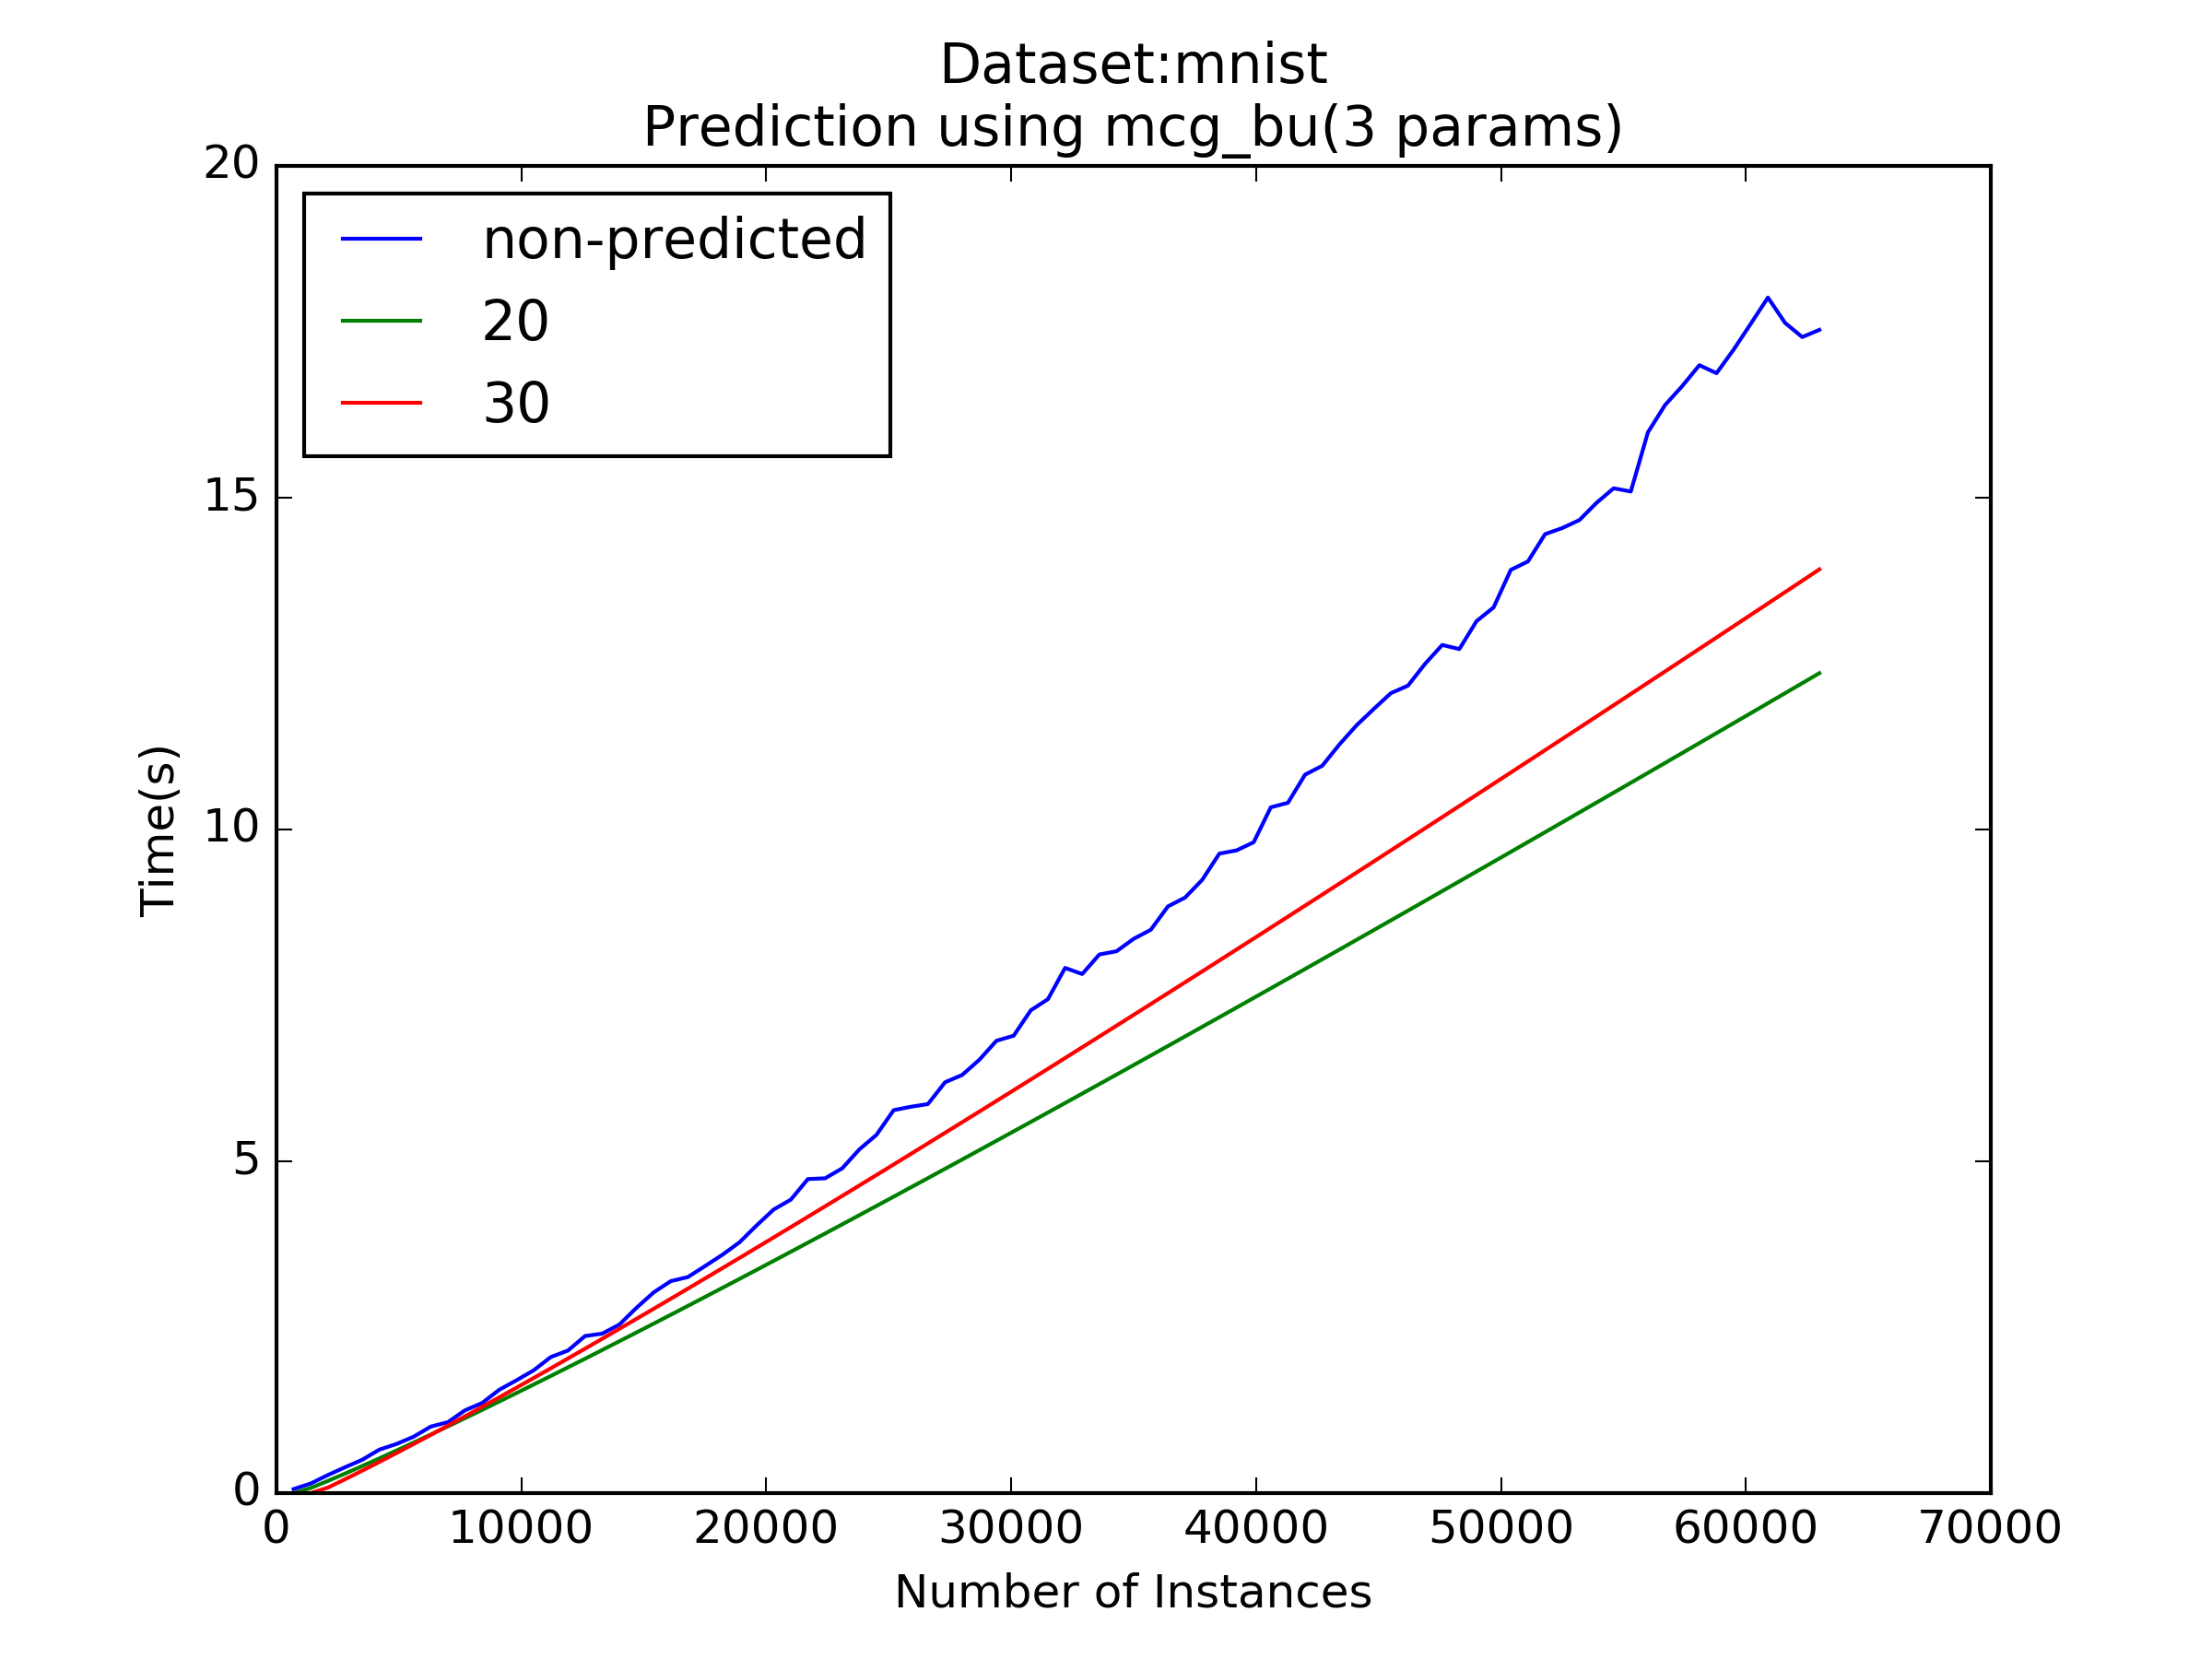 Dataset:mnist
Prediction using mcg_bu(3 params)
non-predicted
20
30
20
15
10
5
0
Time(s)
0 10000 20000 30000 40000 50000 60000 70000
Number of Instances